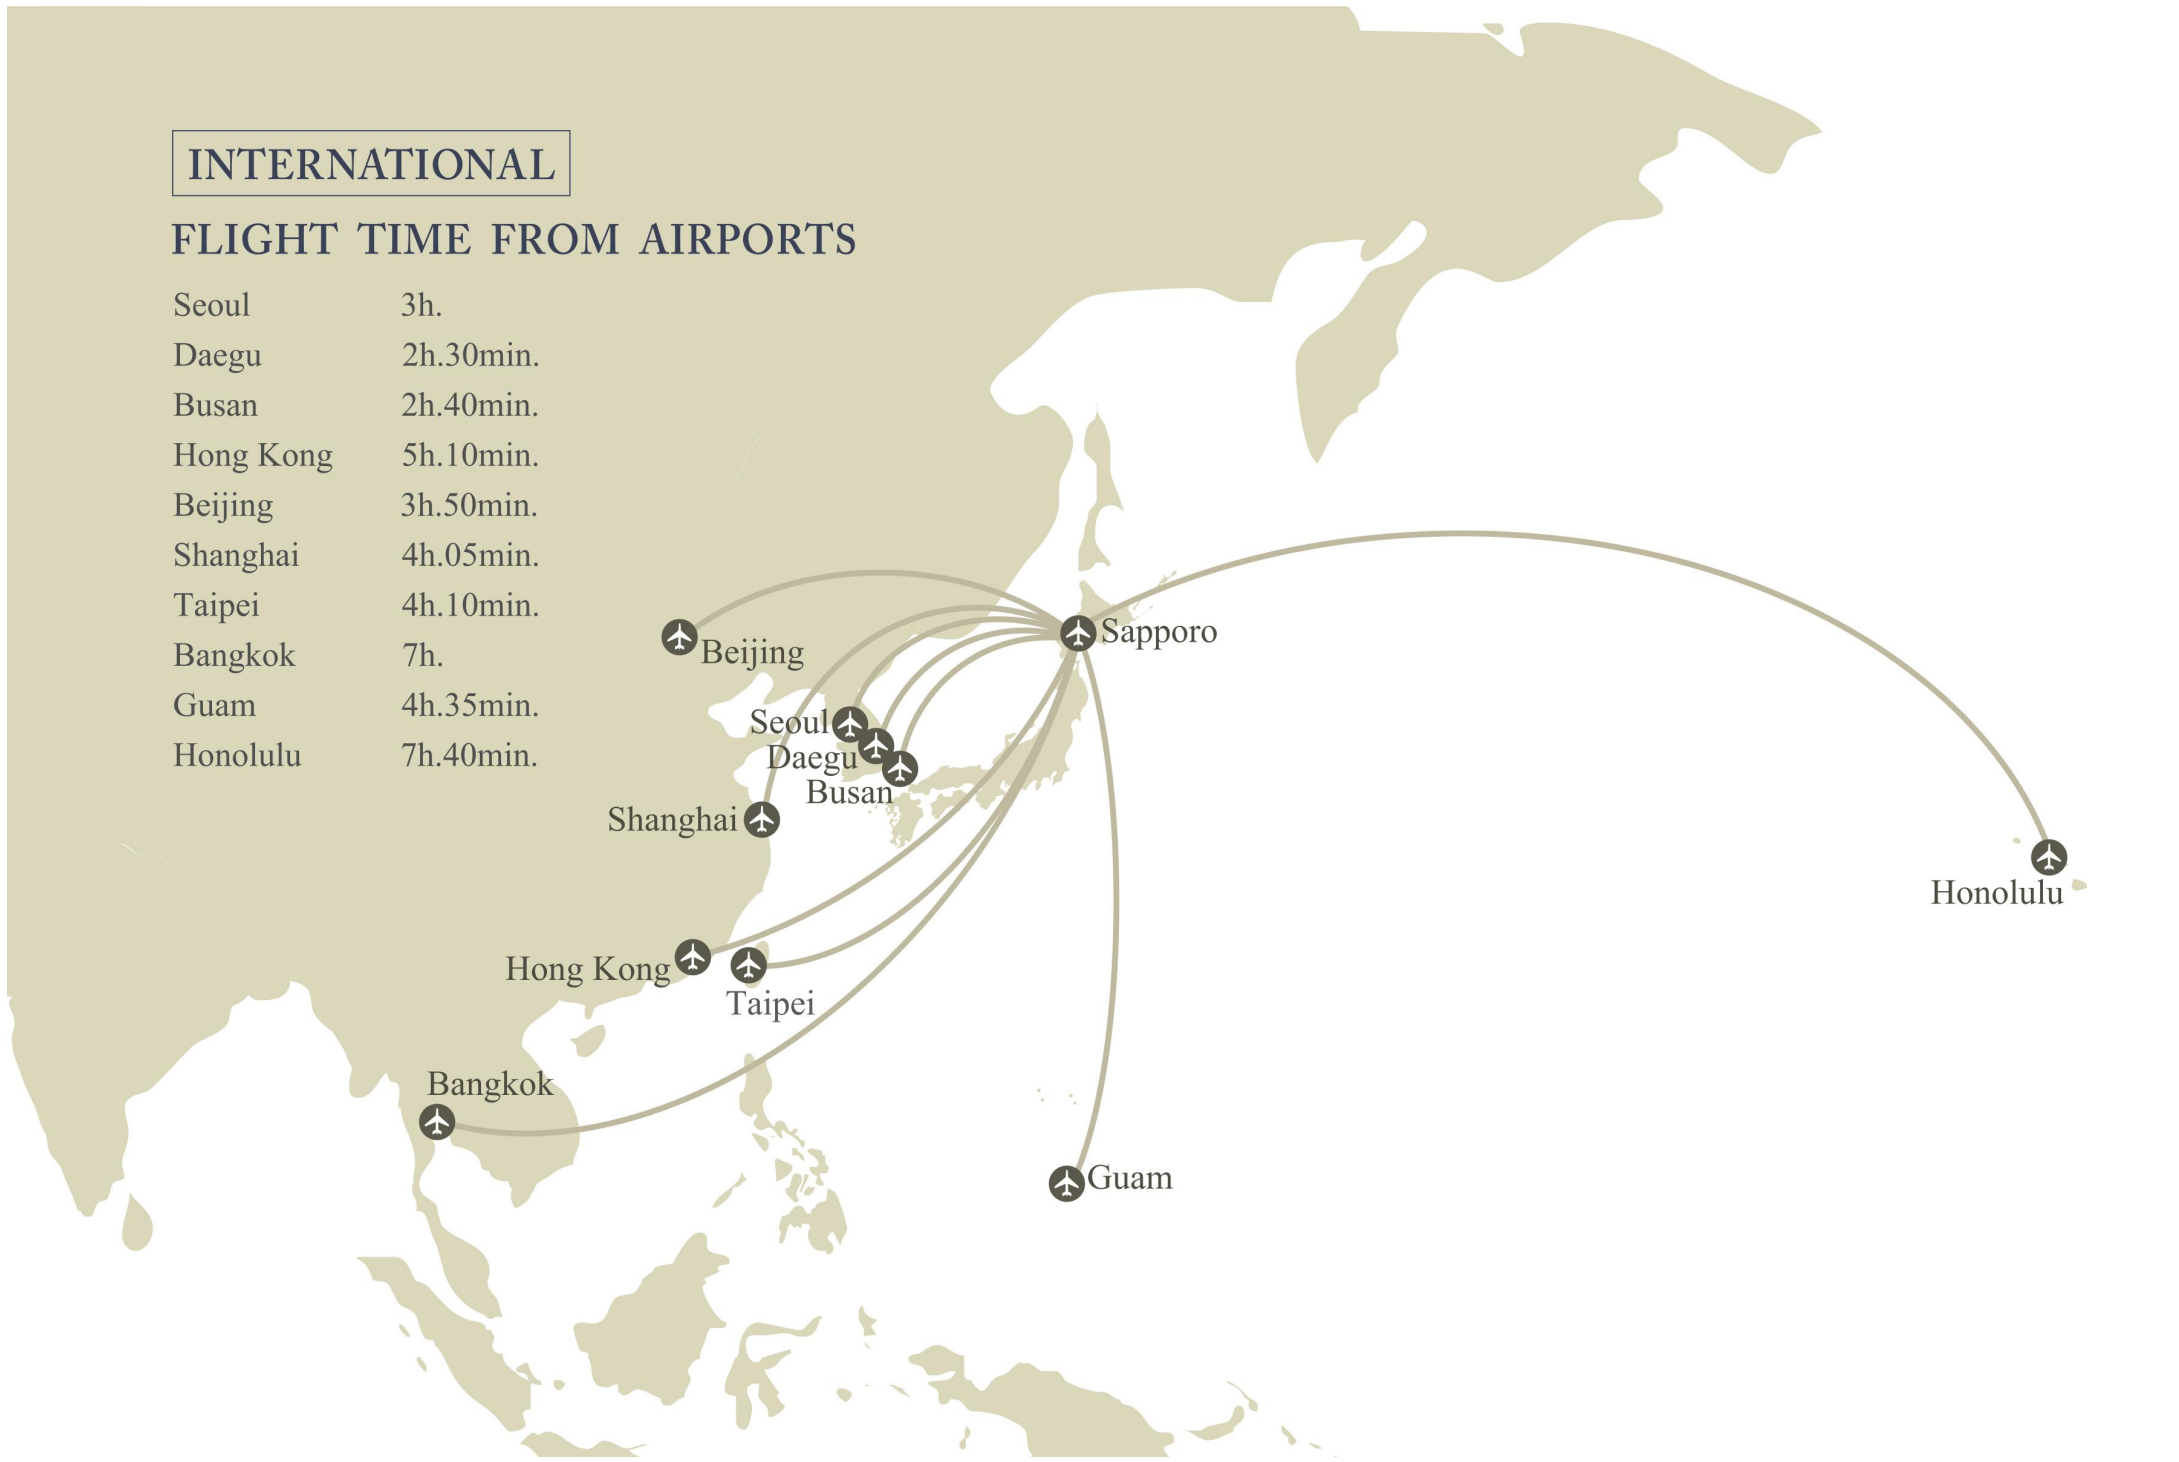 INTERNATIONAL
FLIGHT TIME FROM AIRPORTS
Seoul 3h.
Daegu 2h.30min.
Busan 2h.40min.
Hong Kong 5h.10min.
Beijing 3h.50min.
Shanghai 4h.05min.
Taipei 4h.10min.
Bangkok 7h.
Guam 4h.35min.
Honolulu 7h.40min.
Sapporo
Beijing
Seoul
Daegu
Busan
Shanghai
Honolulu
Hong Kong
Taipei
Bangkok
Guam